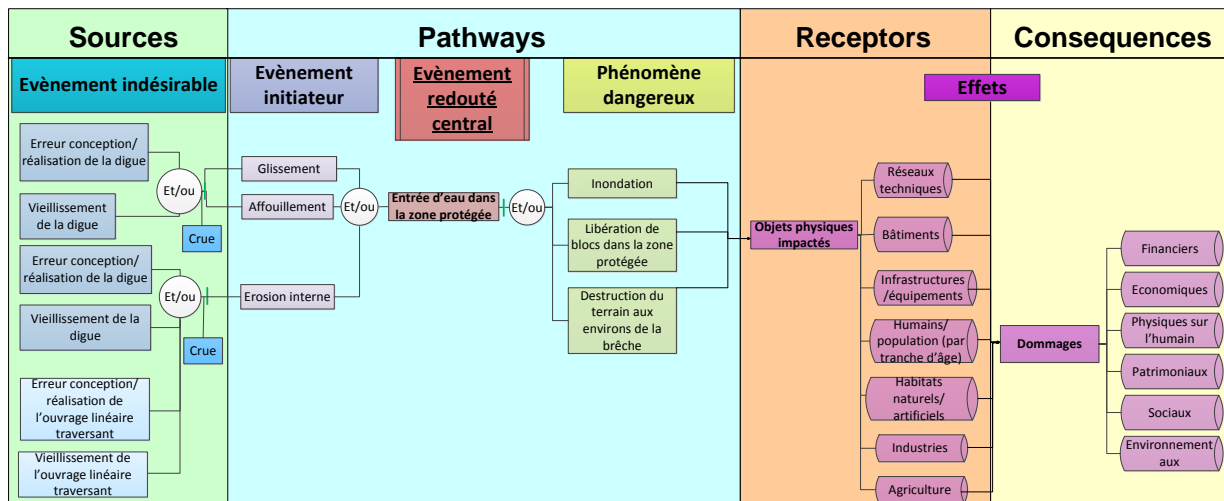 Sources
Pathways
Receptors
Consequences
Evènement indésirable
Evènement
initiateur
Evènement
redouté
central
Phénomène
dangereux
Effets
Erreur conception/
réalisation de la digue
Et/ou
Vieillissement
de la digue
Crue
Erreur conception/
réalisation de la digue
Et/ou
Vieillissement de la
digue
Crue
Erreur conception/
réalisation de
l'ouvrage linéaire
traversant
Vieillissement de
l'ouvrage linéaire
traversant
Glissement
Affouillement
Et/ou
Erosion interne
Entrée d'eau dans
la zone protégée
Et/ou
Inondation
Libération de
blocs dans la zone
protégée
Destruction du
terrain aux
environs de la
brêche
Objets physiques
impactés
Réseaux
techniques
Bâtiments
Infrastructures
/équipements
Humains/
population (par
tranche d'âge)
Habitats
naturels/
artificiels
Industries
Agriculture
Dommages
Financiers
Economiques
Physiques sur
l'humain
Patrimoniaux
Sociaux
Environnement
aux